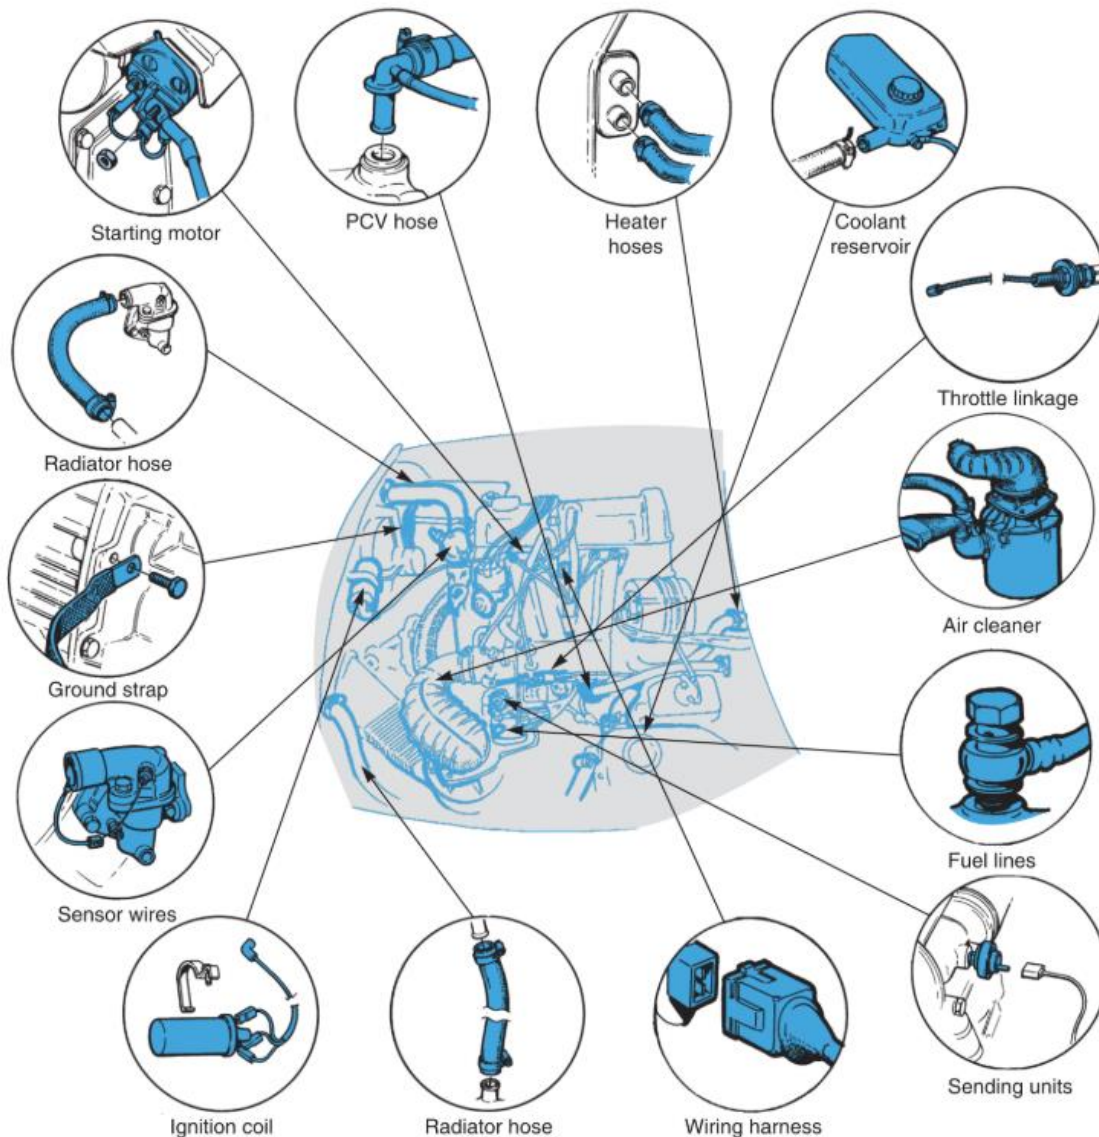 Starting motor
PCV hose
Heater
hoses
Coolant
reservoir
Throttle linkage
Radiator hose
Air cleaner
Ground strap
Fuel lines
Sensor wires
Sending units
Ignition coil
Radiator hose
Wiring harness